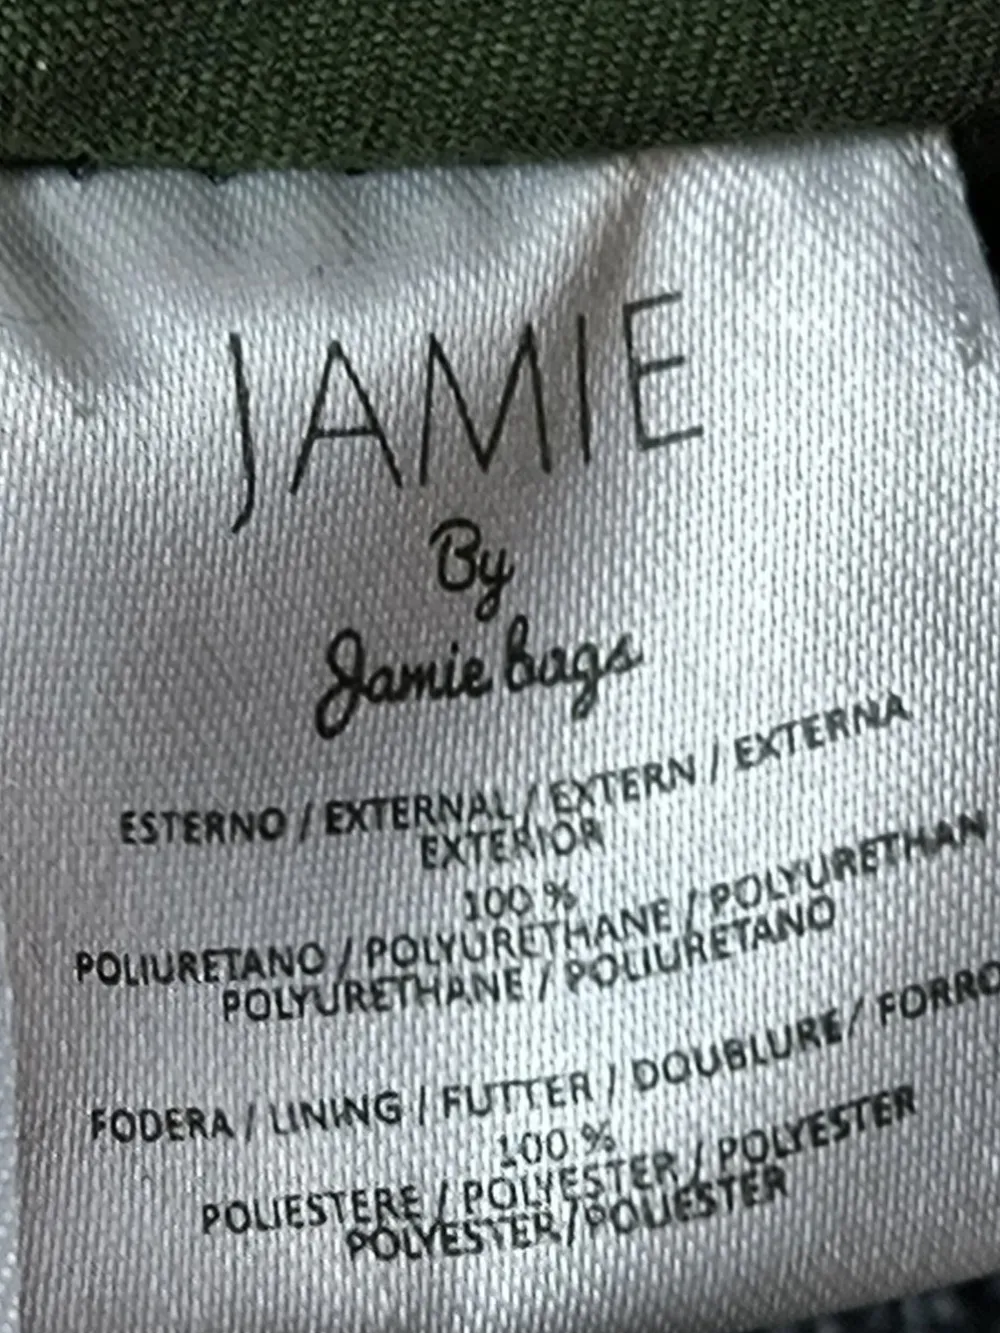 JAMIE
By
Jamie bags
ESTERNO / EXTERNAL / EXTERN / EXTERNA
EXTERIOR
100 %
POLIURETANO / POLYURETHANE / POLYURETHAN
POLYURETHANE / POLIURETANO
FODERA / LINING / FUTTER / DOUBLURE / FORRO
100 %
POLIESTERE / POLYESTER / POLYESTER
POLYESTER / POLIESTER